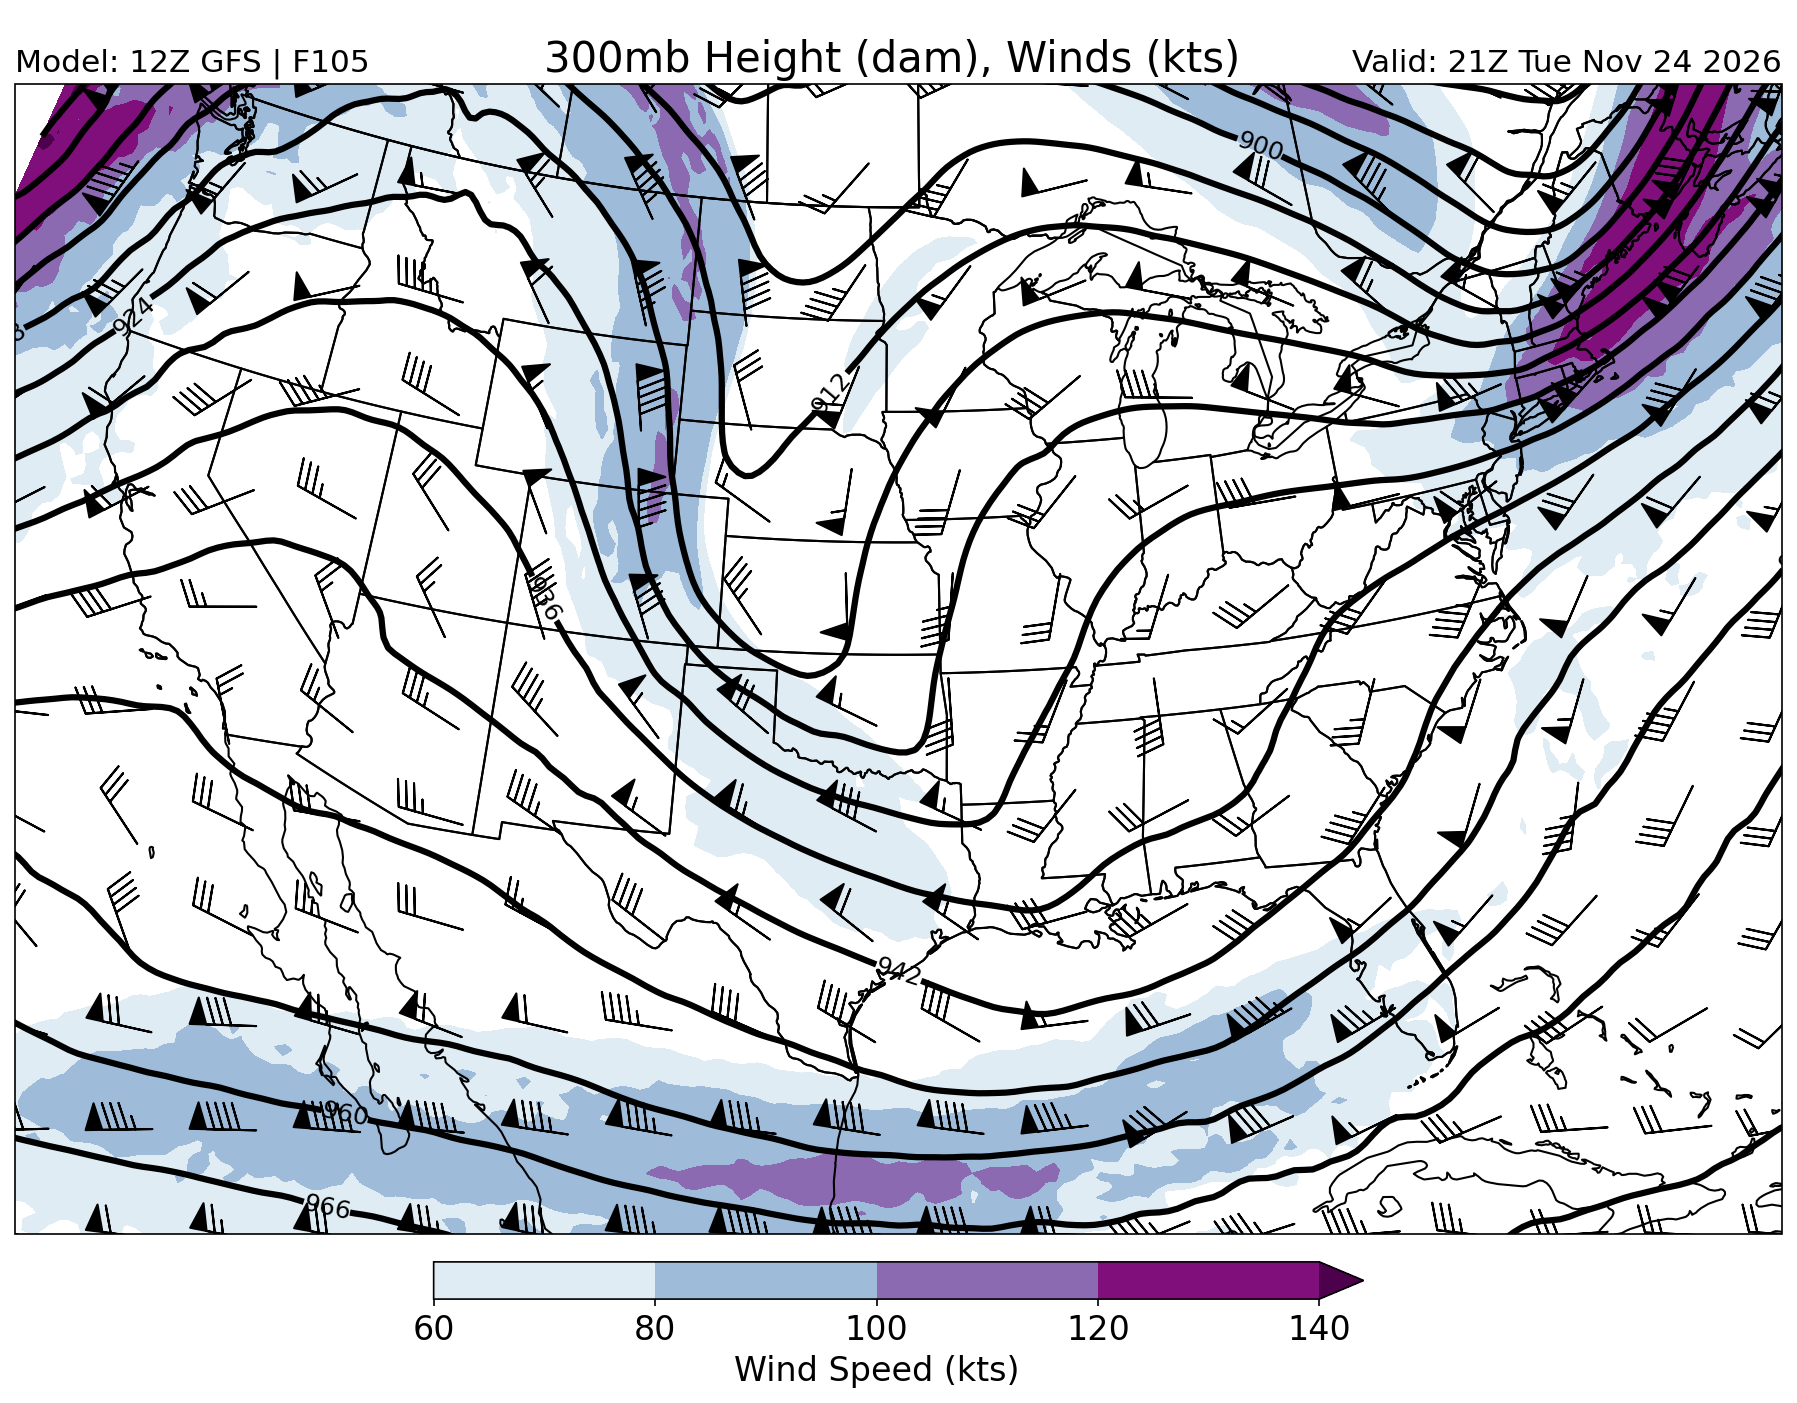 Model: 12Z GFS | F105
300mb Height (dam), Winds (kts)
Valid: 21Z Tue Nov 24 2026
900
924
912
936
942
960
966
60 80 100 120 140
Wind Speed (kts)